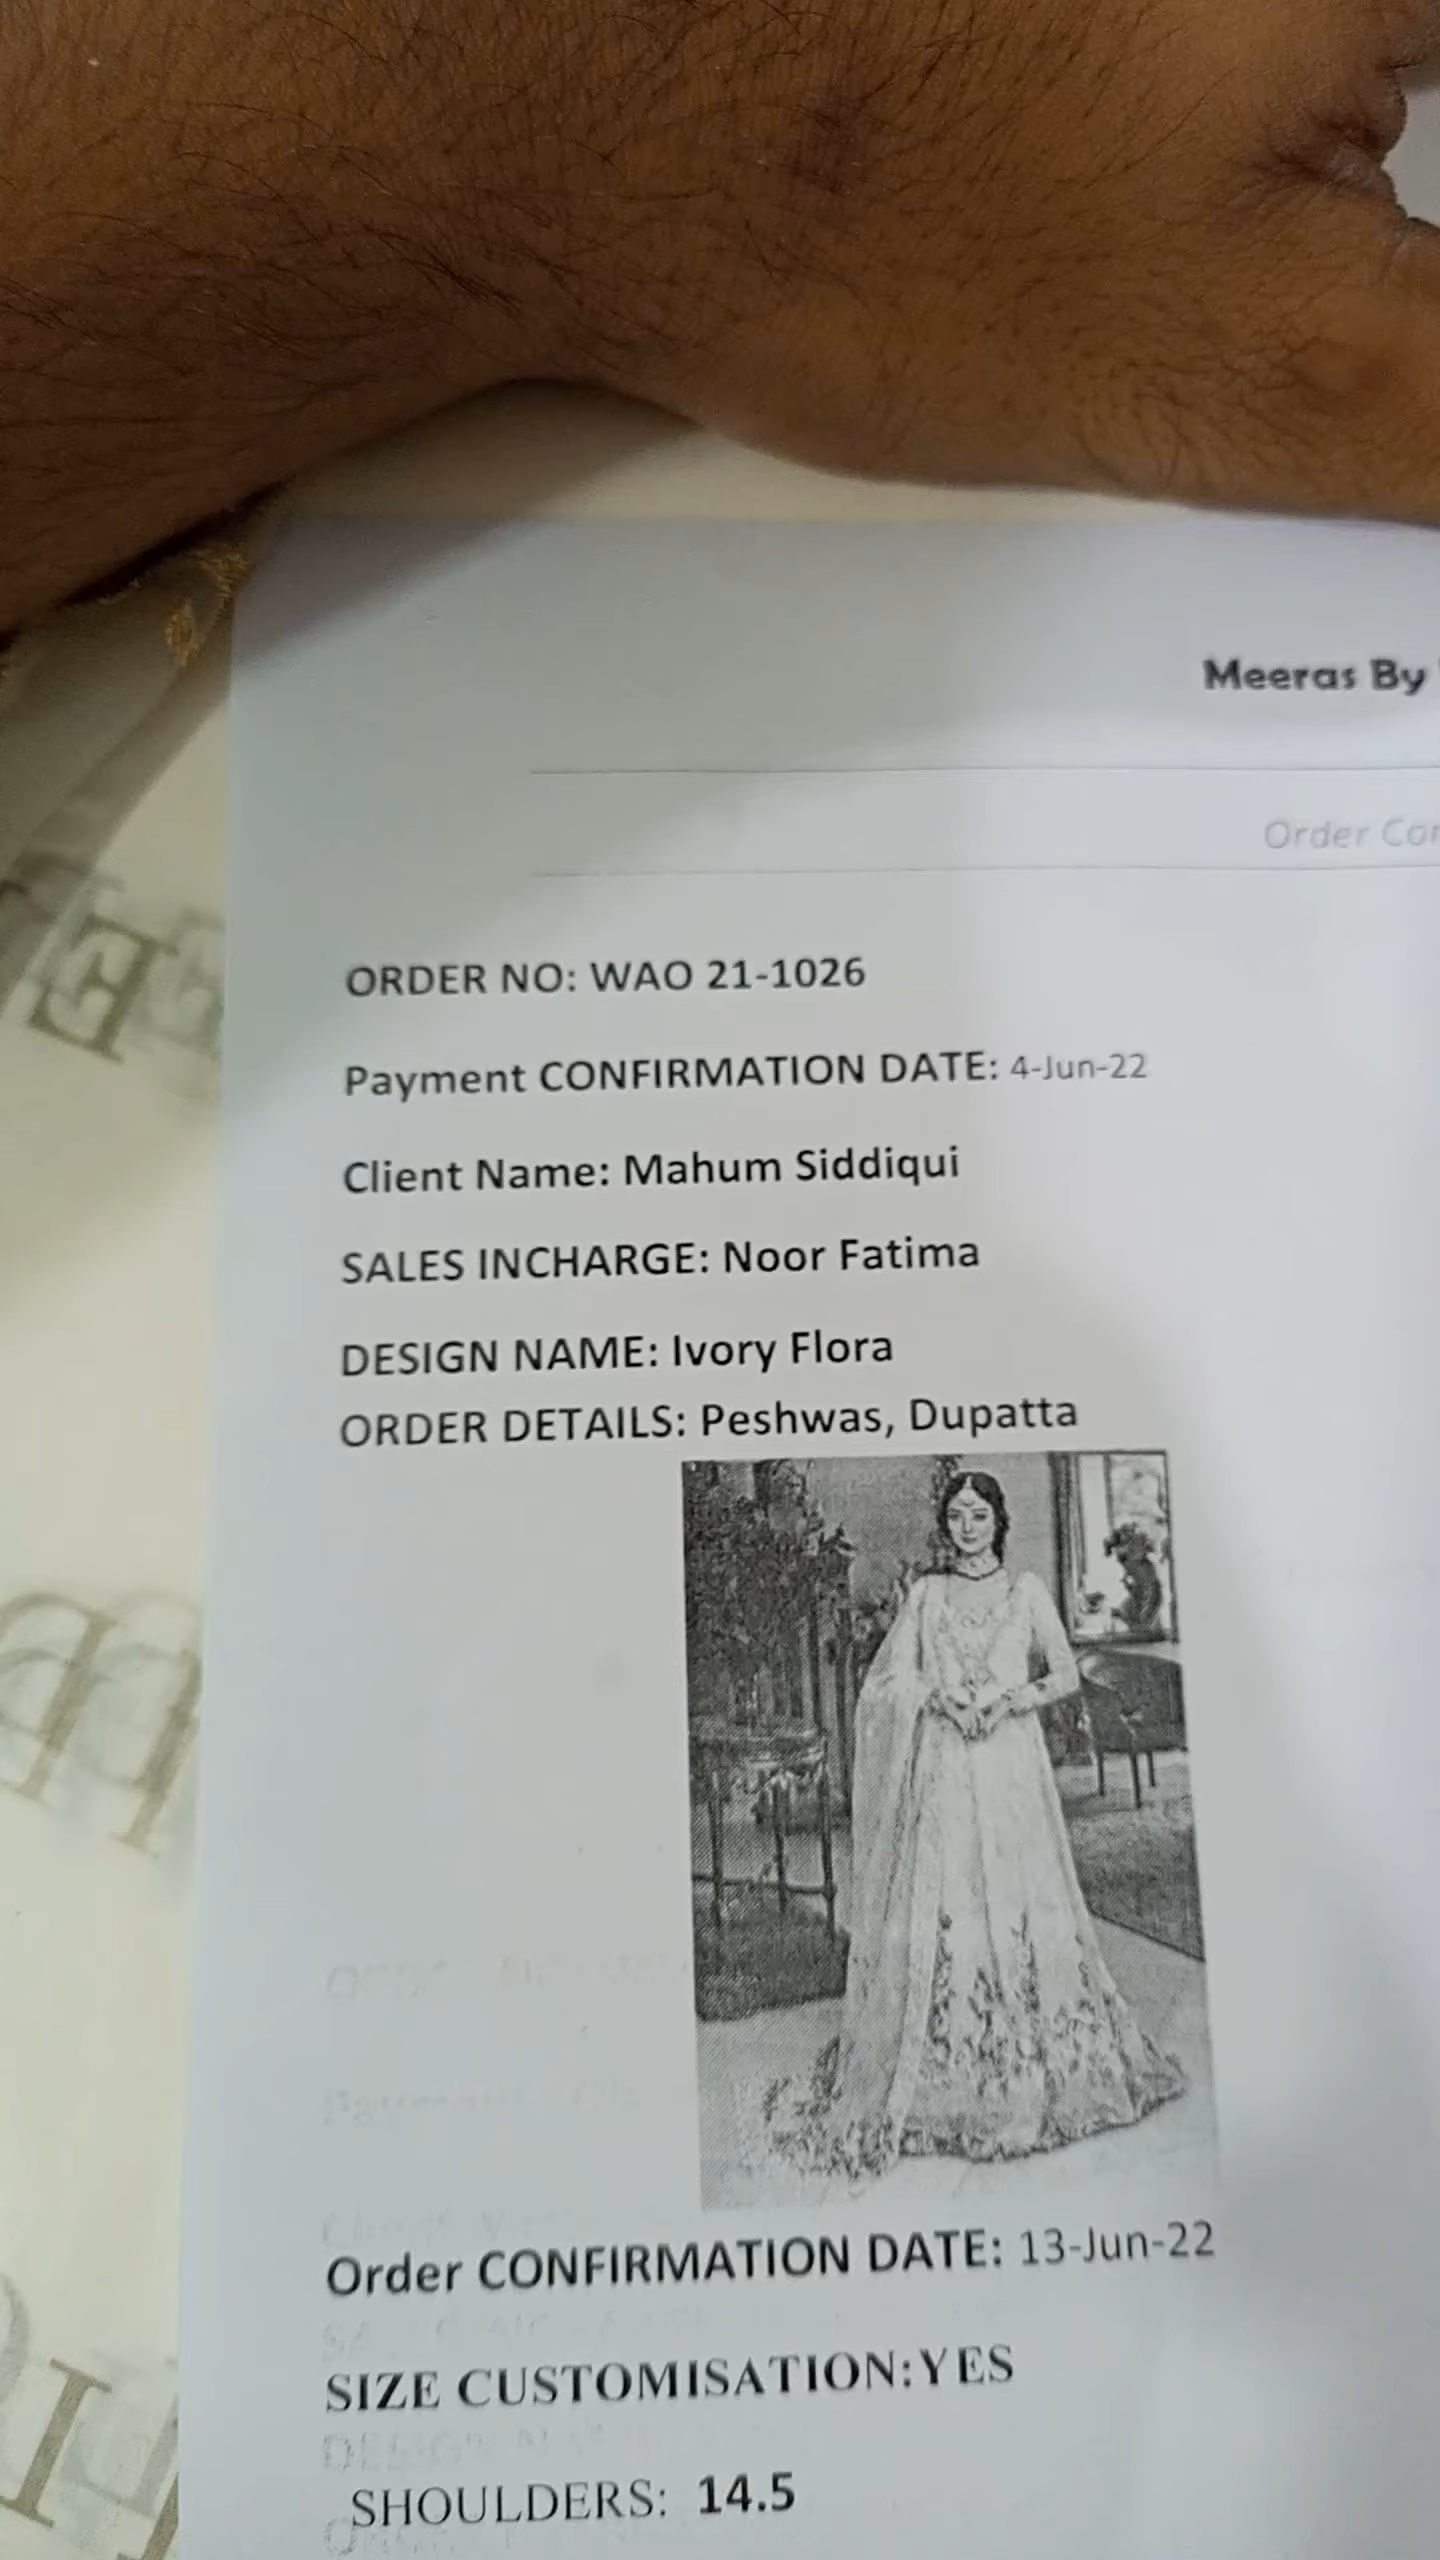 Meeras By
Order Con
ORDER NO: WAO 21-1026
Payment CONFIRMATION DATE: 4-Jun-22
Client Name: Mahum Siddiqui
SALES INCHARGE: Noor Fatima
DESIGN NAME: Ivory Flora
ORDER DETAILS: Peshwas, Dupatta
Order CONFIRMATION DATE: 13-Jun-22
SIZE CUSTOMISATION:YES
SHOULDERS: 14.5